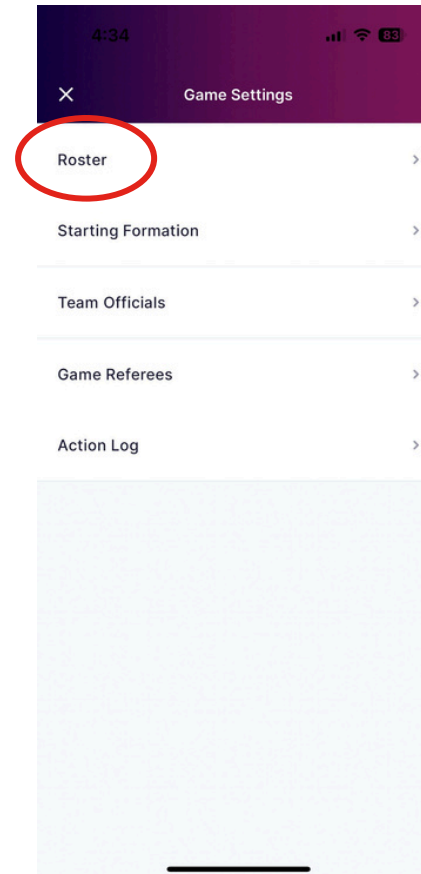 4:34 83
Game Settings
Roster
Starting Formation
Team Officials
Game Referees
Action Log